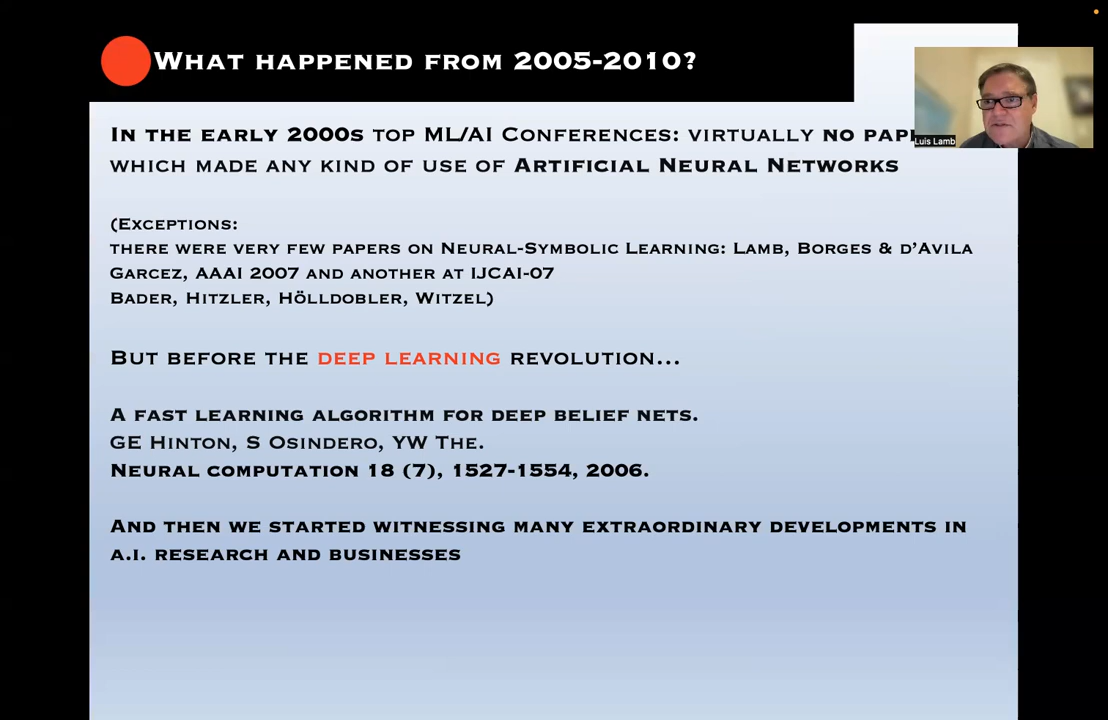 WHAT HAPPENED FROM 2005-2010?
IN THE EARLY 2000S TOP ML/AI CONFERENCES: VIRTUALLY NO
WHICH MADE ANY KIND OF USE OF ARTIFICIAL NEURAL NETWORKS
(EXCEPTIONS:
THERE WERE VERY FEW PAPERS ON NEURAL-SYMBOLIC LEARNING: LAMB, BORGES & D'AVILA
GARCEZ, AAAI 2007 AND ANOTHER AT IJCAI-07
BADER, HITZLER, HÖLLDOBLER, WITZEL)
BUT BEFORE THE DEEP LEARNING REVOLUTION...
A FAST LEARNING ALGORITHM FOR DEEP BELIEF NETS.
GE HINTON, S OSINDERO, YW THE.
NEURAL COMPUTATION 18 (7), 1527-1554, 2006.
AND THEN WE STARTED WITNESSING MANY EXTRAORDINARY DEVELOPMENTS IN
A.I. RESEARCH AND BUSINESSES
Luis Lamb